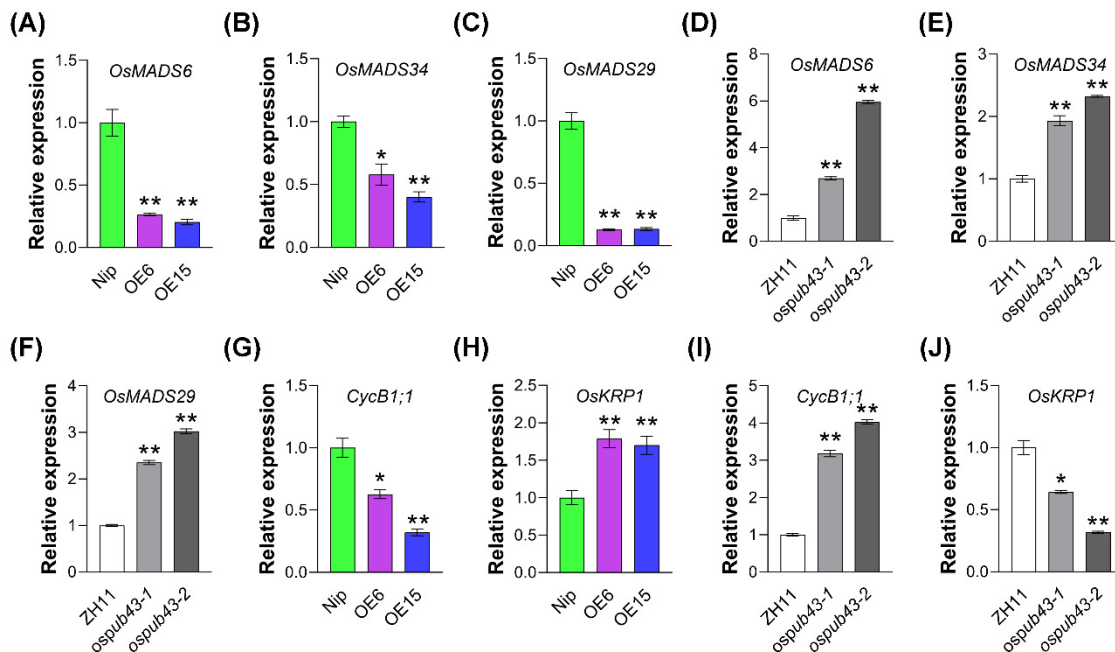 (A)
Relative expression
OsMADS6
1.5
1.0
0.5
0.0
**
**
Nip
OE6
OE15
(B)
Relative expression
OsMADS34
1.5
1.0
0.5
0.0
*
**
Nip
OE6
OE15
(C)
Relative expression
OsMADS29
1.5
1.0
0.5
0.0
**
**
Nip
OE6
OE15
(D)
Relative expression
OsMADS6
8
6
4
2
0
**
**
ZH11
ospub43-1
ospub43-2
(E)
Relative expression
OsMADS34
3
2
1
0
**
**
ZH11
ospub43-1
ospub43-2
(F)
Relative expression
OsMADS29
4
3
2
1
0
**
**
ZH11
ospub43-1
ospub43-2
(G)
Relative expression
CycB1;1
1.5
1.0
0.5
0.0
*
**
Nip
OE6
OE15
(H)
Relative expression
OsKRP1
2.5
2.0
1.5
1.0
0.5
0.0
**
**
Nip
OE6
OE15
(I)
Relative expression
CycB1;1
5
4
3
2
1
0
**
**
ZH11
ospub43-1
ospub43-2
(J)
Relative expression
OsKRP1
1.5
1.0
0.5
0.0
*
**
ZH11
ospub43-1
ospub43-2